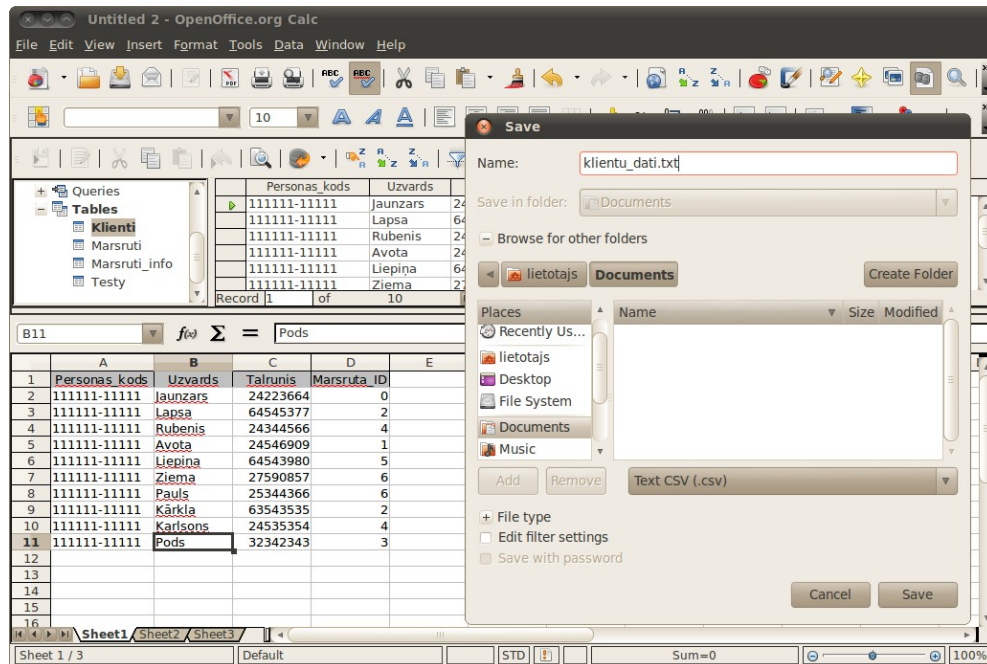 Untitled 2 - OpenOffice.org Calc
File Edit View Insert Format Tools Data Window Help
10
Queries
Tables
Klienti
Marsruti
Marsruti_info
Testy
Personas_kods Uzvards
111111-11111 Jaunzars 24
111111-11111 Lapsa 64
111111-11111 Rubenis 24
111111-11111 Avota 24
111111-11111 Liepiņa 64
111111-11111 Ziema 27
Record 1 of 10
B11 f(x) Σ = Pods
A B C D E
1 Personas_kods Uzvards Talrunis Marsruta_ID
2 111111-11111 Jaunzars 24223664 0
3 111111-11111 Lapsa 64545377 2
4 111111-11111 Rubenis 24344566 4
5 111111-11111 Avota 24546909 1
6 111111-11111 Liepiņa 64543980 5
7 111111-11111 Ziema 27590857 6
8 111111-11111 Pauls 25344366 6
9 111111-11111 Kārkla 63543535 2
10 111111-11111 Karlsons 24535354 4
11 111111-11111 Pods 32342343 3
12
13
14
15
16
Sheet1 Sheet2 Sheet3
Sheet 1 / 3 Default STD Sum=0 100%
Save
Name: klientu_dati.txt
Save in folder: Documents
Browse for other folders
lietotajs Documents Create Folder
Places Name Size Modified
Recently Us...
lietotajs
Desktop
File System
Documents
Music
Add Remove Text CSV (.csv)
File type
Edit filter settings
Save with password
Cancel Save